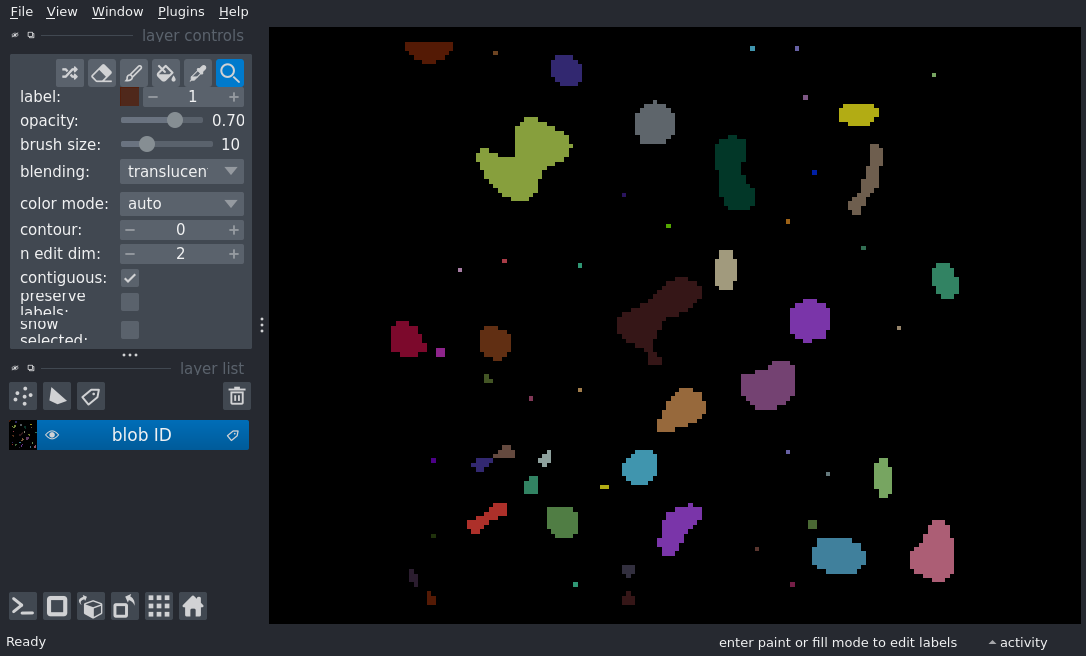 File View Window Plugins Help
layer controls
label: 1
opacity: 0.70
brush size: 10
blending: translucen
color mode: auto
contour: 0
n edit dim: 2
contiguous:
preserve
labels:
show
selected:
layer list
blob ID
Ready enter paint or fill mode to edit labels activity